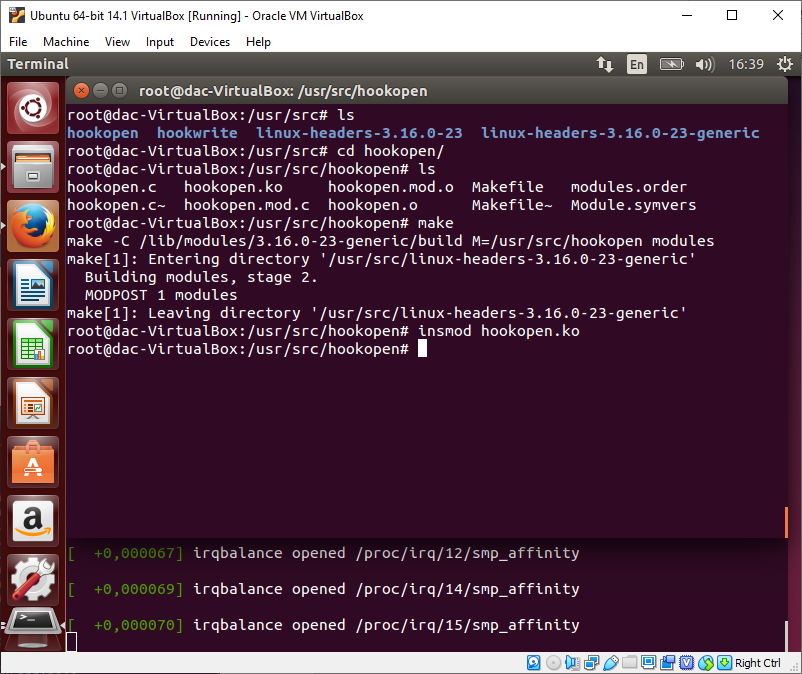 Ubuntu 64-bit 14.1 VirtualBox [Running] - Oracle VM VirtualBox
File Machine View Input Devices Help
Terminal En 16:39
root@dac-VirtualBox: /usr/src/hookopen
root@dac-VirtualBox:/usr/src# ls
hookopen  hookwrite  linux-headers-3.16.0-23  linux-headers-3.16.0-23-generic
root@dac-VirtualBox:/usr/src# cd hookopen/
root@dac-VirtualBox:/usr/src/hookopen# ls
hookopen.c   hookopen.ko     hookopen.mod.o  Makefile   modules.order
hookopen.c~  hookopen.mod.c  hookopen.o      Makefile~  Module.symvers
root@dac-VirtualBox:/usr/src/hookopen# make
make -C /lib/modules/3.16.0-23-generic/build M=/usr/src/hookopen modules
make[1]: Entering directory '/usr/src/linux-headers-3.16.0-23-generic'
  Building modules, stage 2.
  MODPOST 1 modules
make[1]: Leaving directory '/usr/src/linux-headers-3.16.0-23-generic'
root@dac-VirtualBox:/usr/src/hookopen# insmod hookopen.ko
root@dac-VirtualBox:/usr/src/hookopen#
[  +0,000067] irqbalance opened /proc/irq/12/smp_affinity
[  +0,000069] irqbalance opened /proc/irq/14/smp_affinity
[  +0,000070] irqbalance opened /proc/irq/15/smp_affinity
Right Ctrl